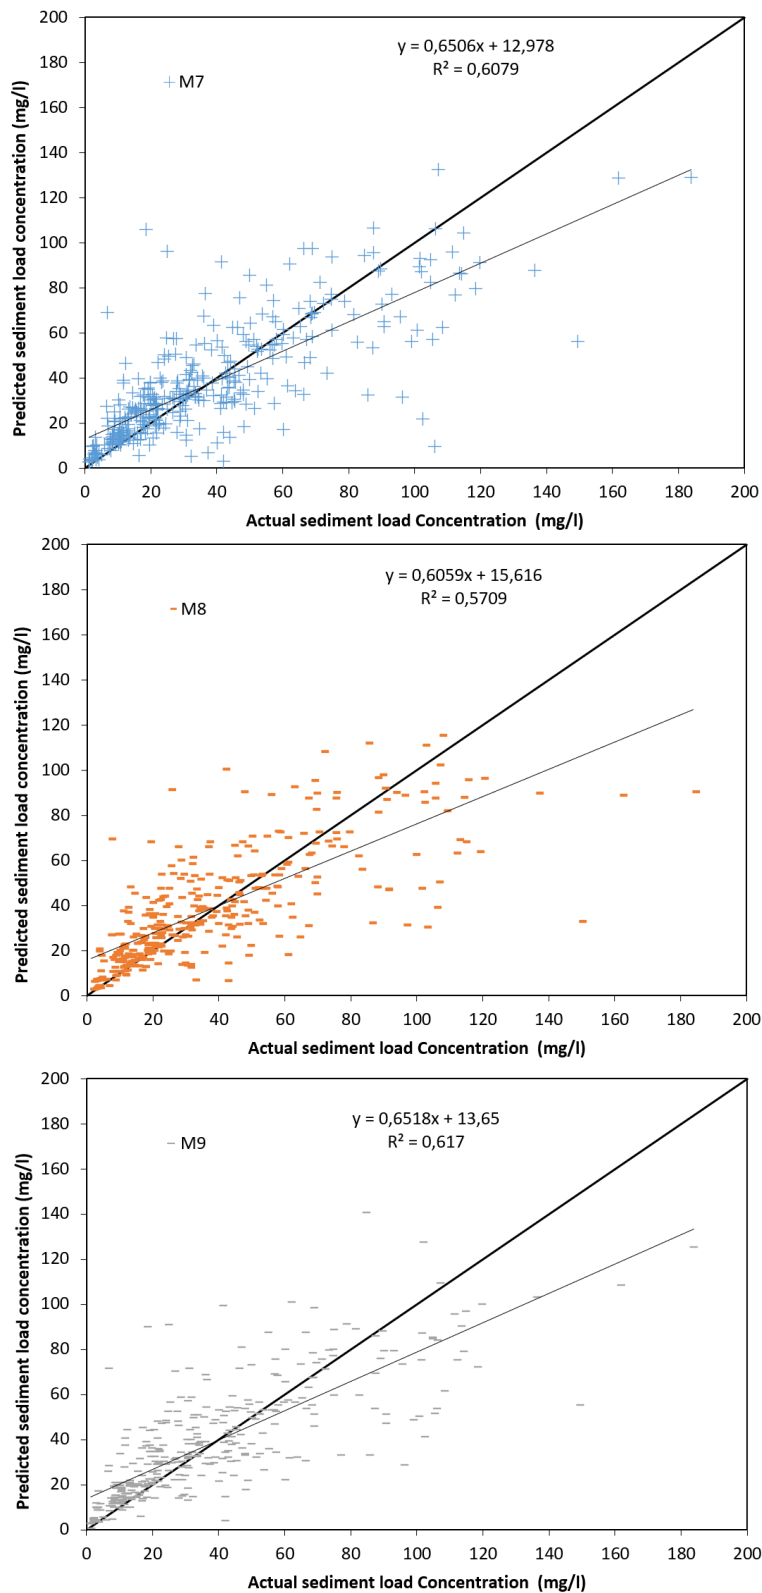 200
y = 0,6506x + 12,978
R² = 0,6079
180
M7
160
140
120
100
80
60
40
20
0
0 20 40 60 80 100 120 140 160 180 200
Predicted sediment load concentration (mg/l)
Actual sediment load Concentration (mg/l)
200
y = 0,6059x + 15,616
R² = 0,5709
180
M8
160
140
120
100
80
60
40
20
0
0 20 40 60 80 100 120 140 160 180 200
Predicted sediment load concentration (mg/l)
Actual sediment load Concentration (mg/l)
200
y = 0,6518x + 13,65
R² = 0,617
180
M9
160
140
120
100
80
60
40
20
0
0 20 40 60 80 100 120 140 160 180 200
Predicted sediment load concentration (mg/l)
Actual sediment load Concentration (mg/l)